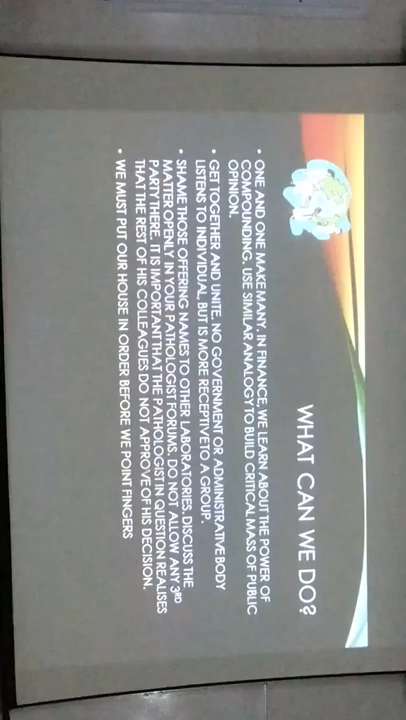 WHAT CAN WE DO?
• ONE AND ONE MAKE MANY. IN FINANCE, WE LEARN ABOUT THE POWER OF
COMPOUNDING, USE SIMILAR ANALOGY TO BUILD CRITICAL MASS OF PUBLIC
OPINION.
• GET TOGETHER AND UNITE. NO GOVERNMENT OR ADMINISTRATIVE BODY
LISTENS TO INDIVIDUAL, BUT IS MORE RECEPTIVE TO A GROUP.
• SHAME THOSE OFFERING NAMES TO OTHER LABORATORIES. DISCUSS THE
MATTER OPENLY IN YOUR PATHOLOGIST FORUMS. DO NOT ALLOW ANY 3RD
PARTY THERE. IT IS IMPORTANT THAT THE PATHOLOGIST IN QUESTION REALISES
THAT THE REST OF HIS COLLEAGUES DO NOT APPROVE OF HIS DECISION.
• WE MUST PUT OUR HOUSE IN ORDER BEFORE WE POINT FINGERS